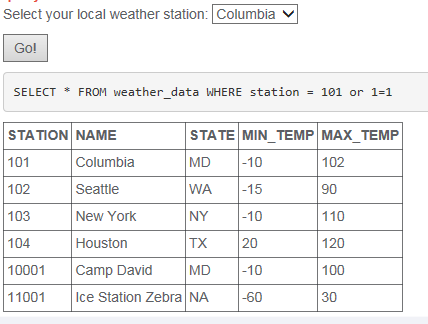 Select your local weather station: Columbia
Go!
SELECT * FROM weather_data WHERE station = 101 or 1=1
STATION NAME STATE MIN_TEMP MAX_TEMP
101 Columbia MD -10 102
102 Seattle WA -15 90
103 New York NY -10 110
104 Houston TX 20 120
10001 Camp David MD -10 100
11001 Ice Station Zebra NA -60 30